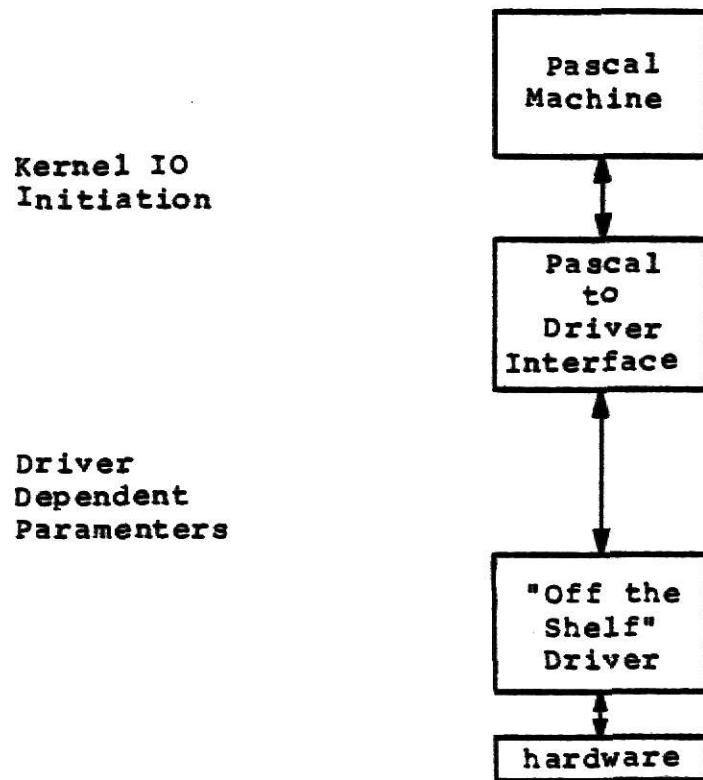 Pascal
Machine
Kernel IO
Initiation
Pascal
to
Driver
Interface
Driver
Dependent
Paramenters
"Off the
Shelf"
Driver
hardware